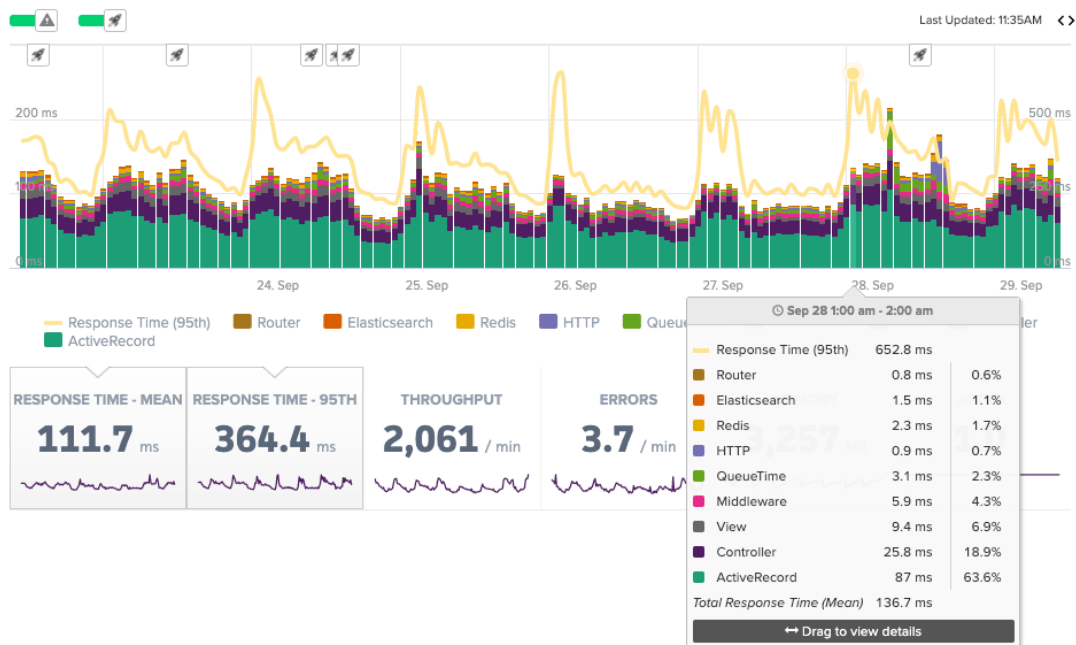 Last Updated: 11:35AM
200 ms
500 ms
100 ms
250 ms
0 ms
0 ms
24. Sep
25. Sep
26. Sep
27. Sep
28. Sep
29. Sep
Response Time (95th) Router Elasticsearch Redis HTTP Queue
ActiveRecord
Sep 28 1:00 am - 2:00 am
Response Time (95th) 652.8 ms
Router 0.8 ms 0.6%
Elasticsearch 1.5 ms 1.1%
Redis 2.3 ms 1.7%
HTTP 0.9 ms 0.7%
QueueTime 3.1 ms 2.3%
Middleware 5.9 ms 4.3%
View 9.4 ms 6.9%
Controller 25.8 ms 18.9%
ActiveRecord 87 ms 63.6%
Total Response Time (Mean) 136.7 ms
Drag to view details
RESPONSE TIME - MEAN
111.7 ms
RESPONSE TIME - 95TH
364.4 ms
THROUGHPUT
2,061 / min
ERRORS
3.7 / min
3,257 ms